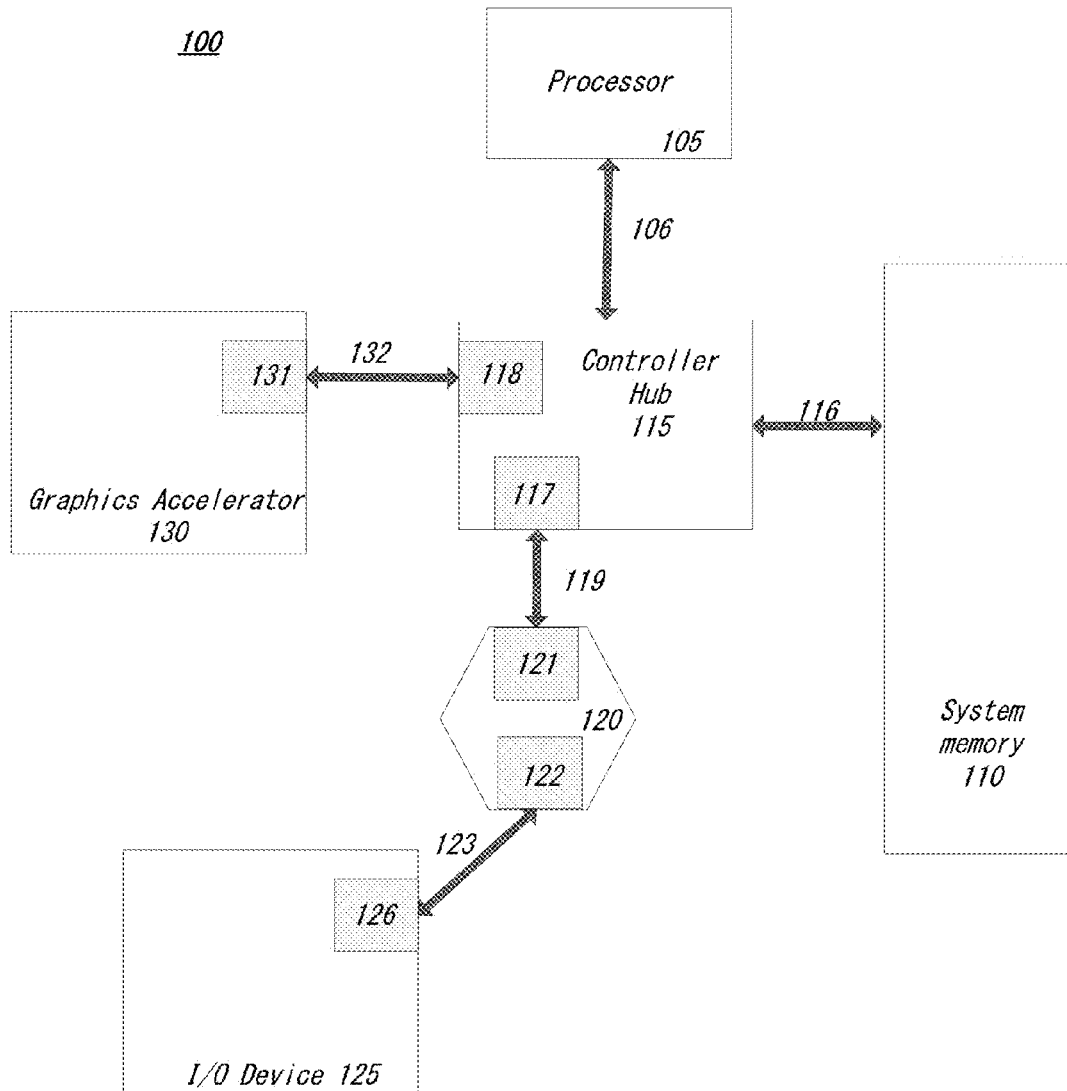 100
Processor
105
106
132
131
118
Controller
Hub
115
116
117
Graphics Accelerator
130
119
121
120
122
System
memory
110
123
126
I/O Device 125